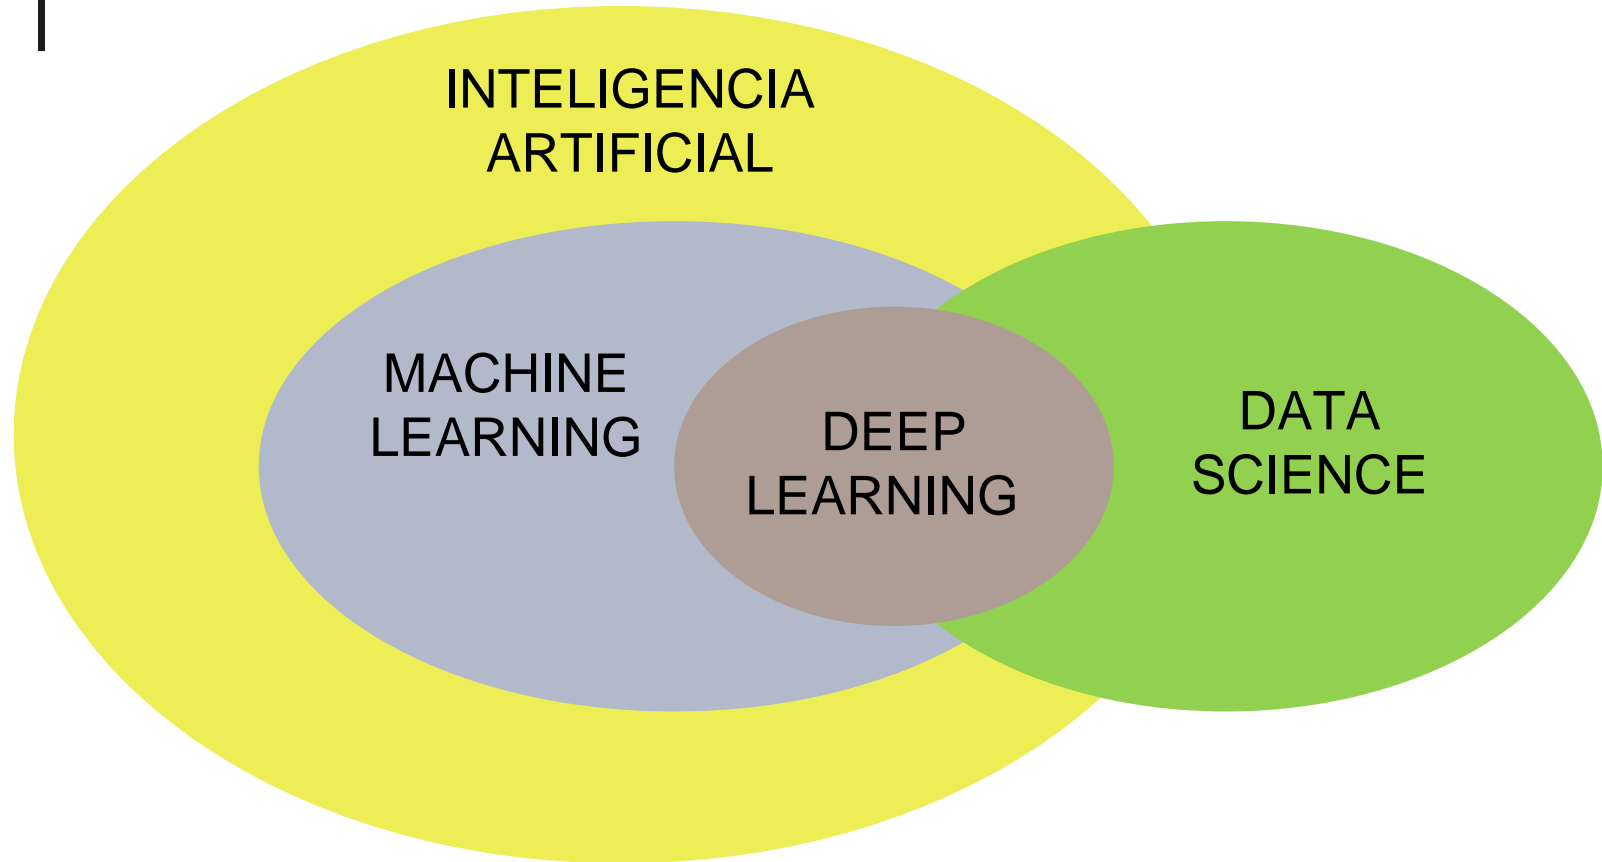 INTELIGENCIA
ARTIFICIAL
MACHINE
LEARNING
DEEP
LEARNING
DATA
SCIENCE